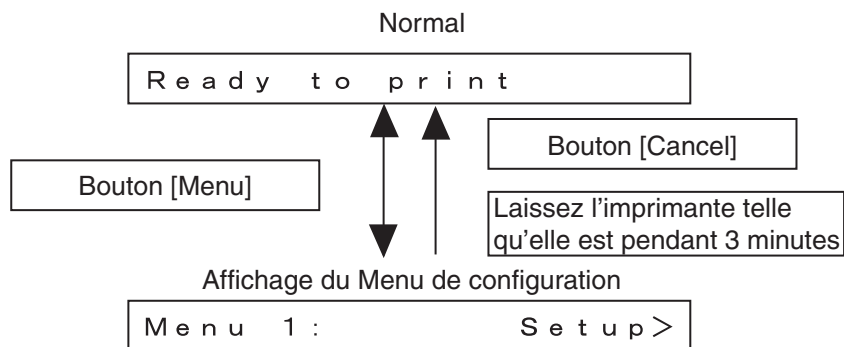 Normal
Ready to print
Bouton [Cancel]
Bouton [Menu]
Laissez l'imprimante telle
qu'elle est pendant 3 minutes
Affichage du Menu de configuration
Menu 1: Setup>